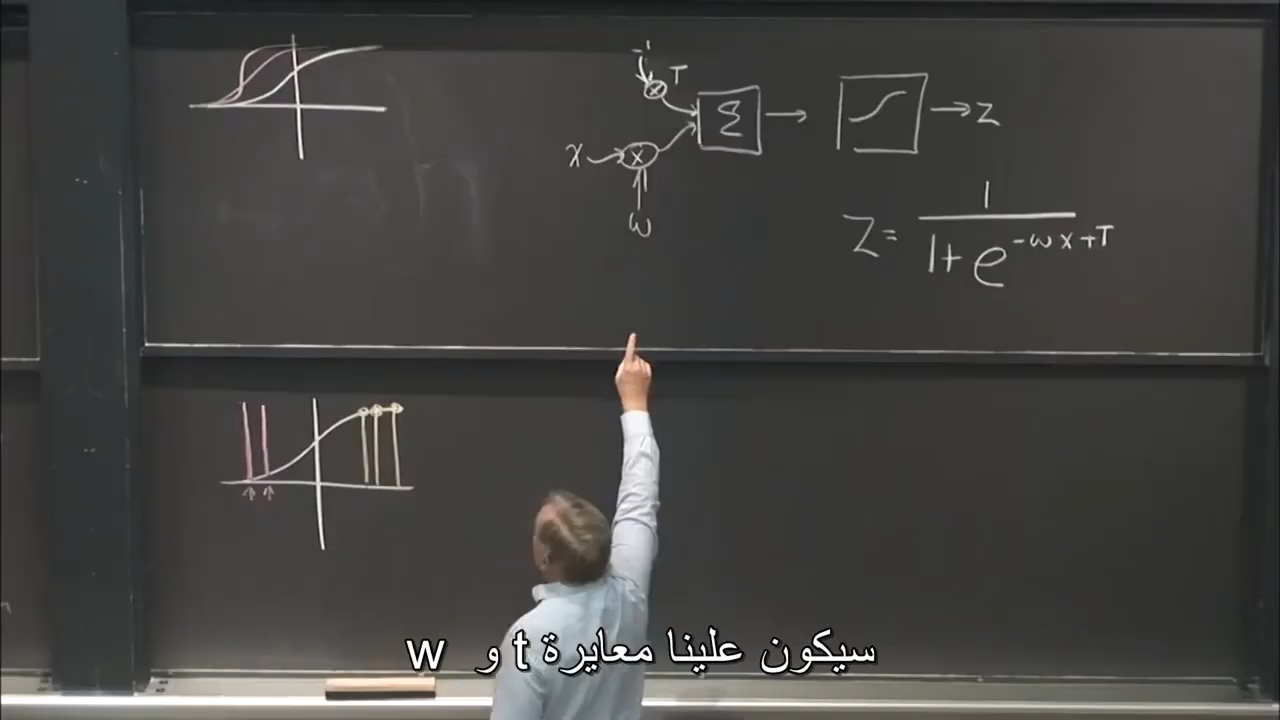 -1
T
x
Σ
z
x
w
z = 1 / 1 + e^-wx+T
سيكون علينا معايرة t و w